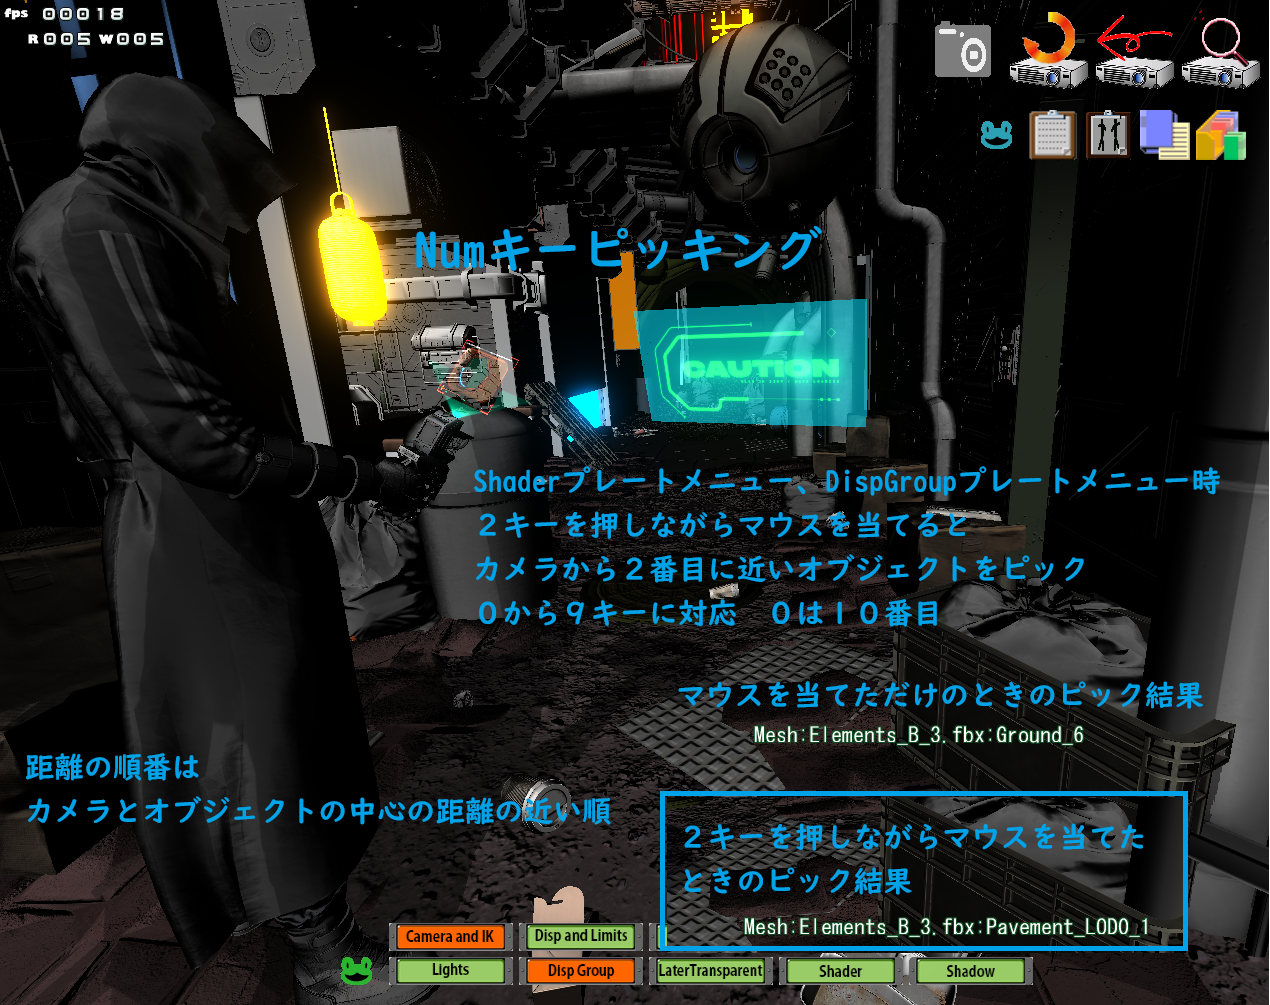 fps 00018
R005 W005
Numキーピッキング
CAUTION
Shaderプレートメニュー、DispGroupプレートメニュー時
２キーを押しながらマウスを当てると
カメラから２番目に近いオブジェクトをピック
０から９キーに対応　０は１０番目
マウスを当てただけのときのピック結果
Mesh:Elements_B_3.fbx:Ground_6
距離の順番は
カメラとオブジェクトの中心の距離の近い順
２キーを押しながらマウスを当てた
ときのピック結果
Mesh:Elements_B_3.fbx:Pavement_LOD0_1
Camera and IK
Disp and Limits
Lights
Disp Group
LaterTransparent
Shader
Shadow